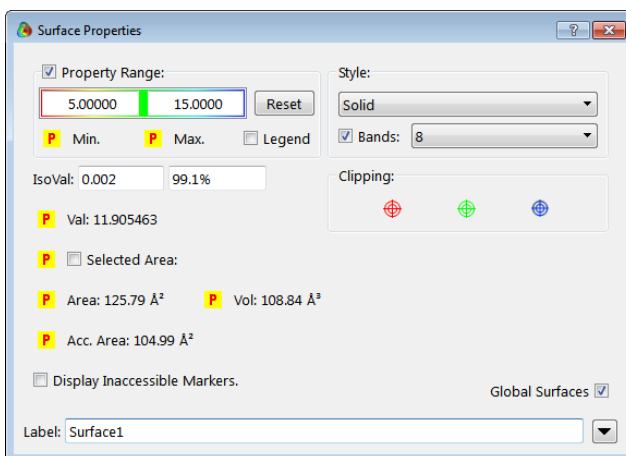 Surface Properties
Property Range:
5.00000 15.0000 Reset
P Min. P Max. Legend
Style:
Solid
Bands: 8
IsoVal: 0.002 99.1%
Clipping:
P Val: 11.905463
P Selected Area:
P Area: 125.79 Å² P Vol: 108.84 Å³
P Acc. Area: 104.99 Å²
Display Inaccessible Markers.
Global Surfaces
Label: Surface1